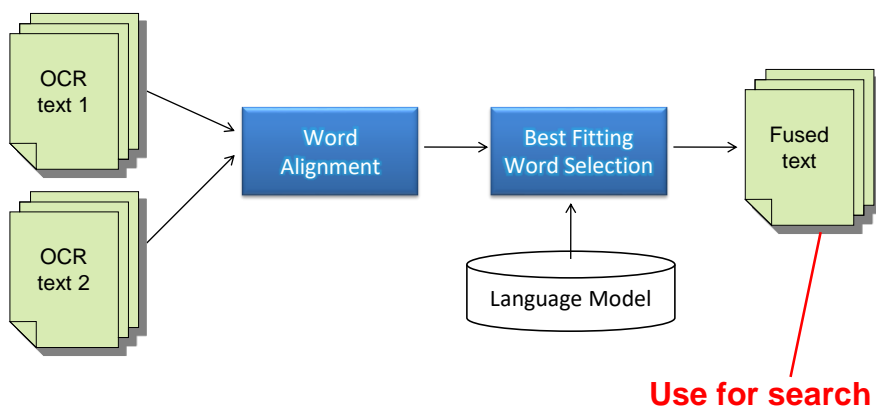 OCR
text 1
Word
Alignment
Best Fitting
Word Selection
Fused
text
OCR
text 2
Language Model
Use for search